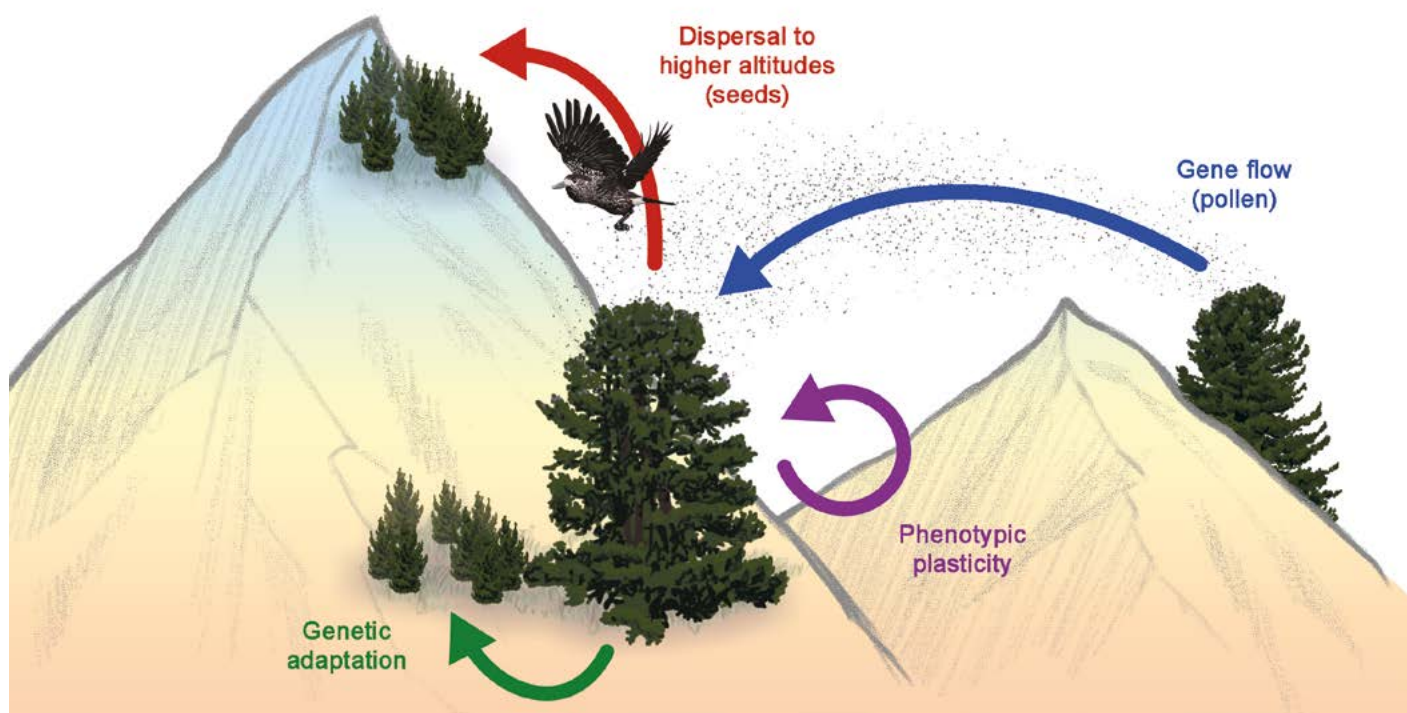 Dispersal to
higher altitudes
(seeds)
Gene flow
(pollen)
Phenotypic
plasticity
Genetic
adaptation